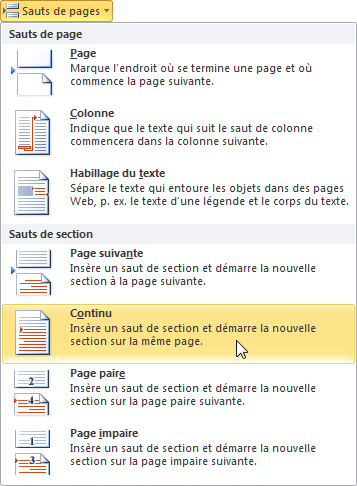 Sauts de pages
Sauts de page
Page
Marque l'endroit où se termine une page et où
commence la page suivante.
Colonne
Indique que le texte qui suit le saut de colonne
commencera dans la colonne suivante.
Habillage du texte
Sépare le texte qui entoure les objets dans des pages
Web, p. ex. le texte d'une légende et le corps du texte.
Sauts de section
Page suivante
Insère un saut de section et démarre la nouvelle
section à la page suivante.
Continu
Insère un saut de section et démarre la nouvelle
section sur la même page.
Page paire
2
4
Insère un saut de section et démarre la nouvelle
section sur la page paire suivante.
Page impaire
1
3
Insère un saut de section et démarre la nouvelle
section sur la page impaire suivante.